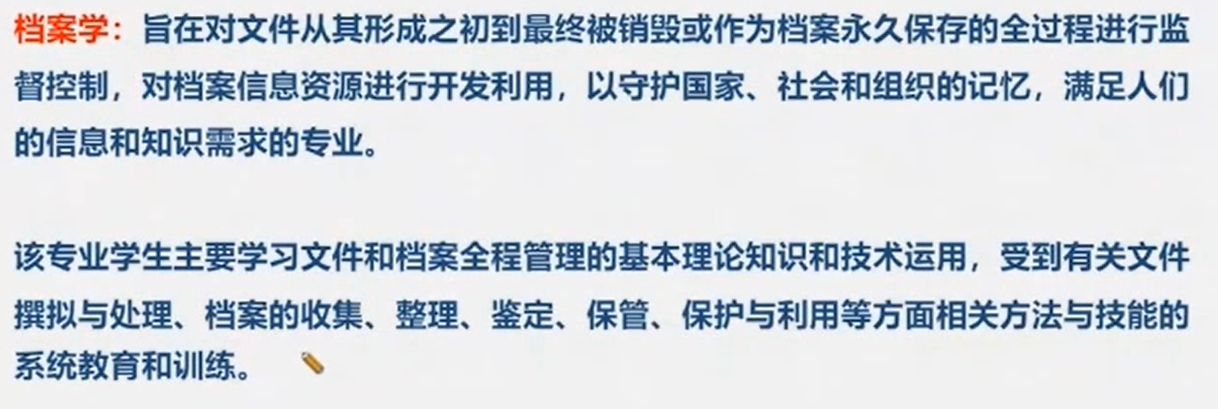 档案学：旨在对文件从其形成之初到最终被销毁或作为档案永久保存的全过程进行监
督控制，对档案信息资源进行开发利用，以守护国家、社会和组织的记忆，满足人们
的信息和知识需求的专业。
该专业学生主要学习文件和档案全程管理的基本理论知识和技术运用，受到有关文件
撰拟与处理、档案的收集、整理、鉴定、保管、保护与利用等方面相关方法与技能的
系统教育和训练。